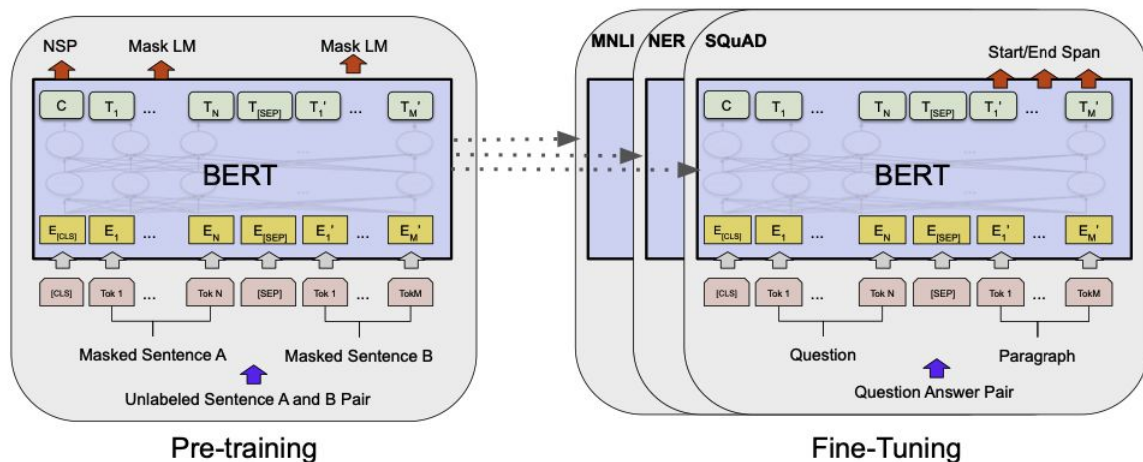 NSP Mask LM Mask LM
C T1 ... TN T[SEP] T1' ... TM'
BERT
E[CLS] E1 ... EN E[SEP] E1' ... EM'
[CLS] Tok 1 ... Tok N [SEP] Tok 1 ... TokM
Masked Sentence A Masked Sentence B
Unlabeled Sentence A and B Pair
Pre-training
MNLI NER SQuAD
Start/End Span
C T1 ... TN T[SEP] T1' ... TM'
BERT
E[CLS] E1 ... EN E[SEP] E1' ... EM'
[CLS] Tok 1 ... Tok N [SEP] Tok 1 ... TokM
Question Paragraph
Question Answer Pair
Fine-Tuning